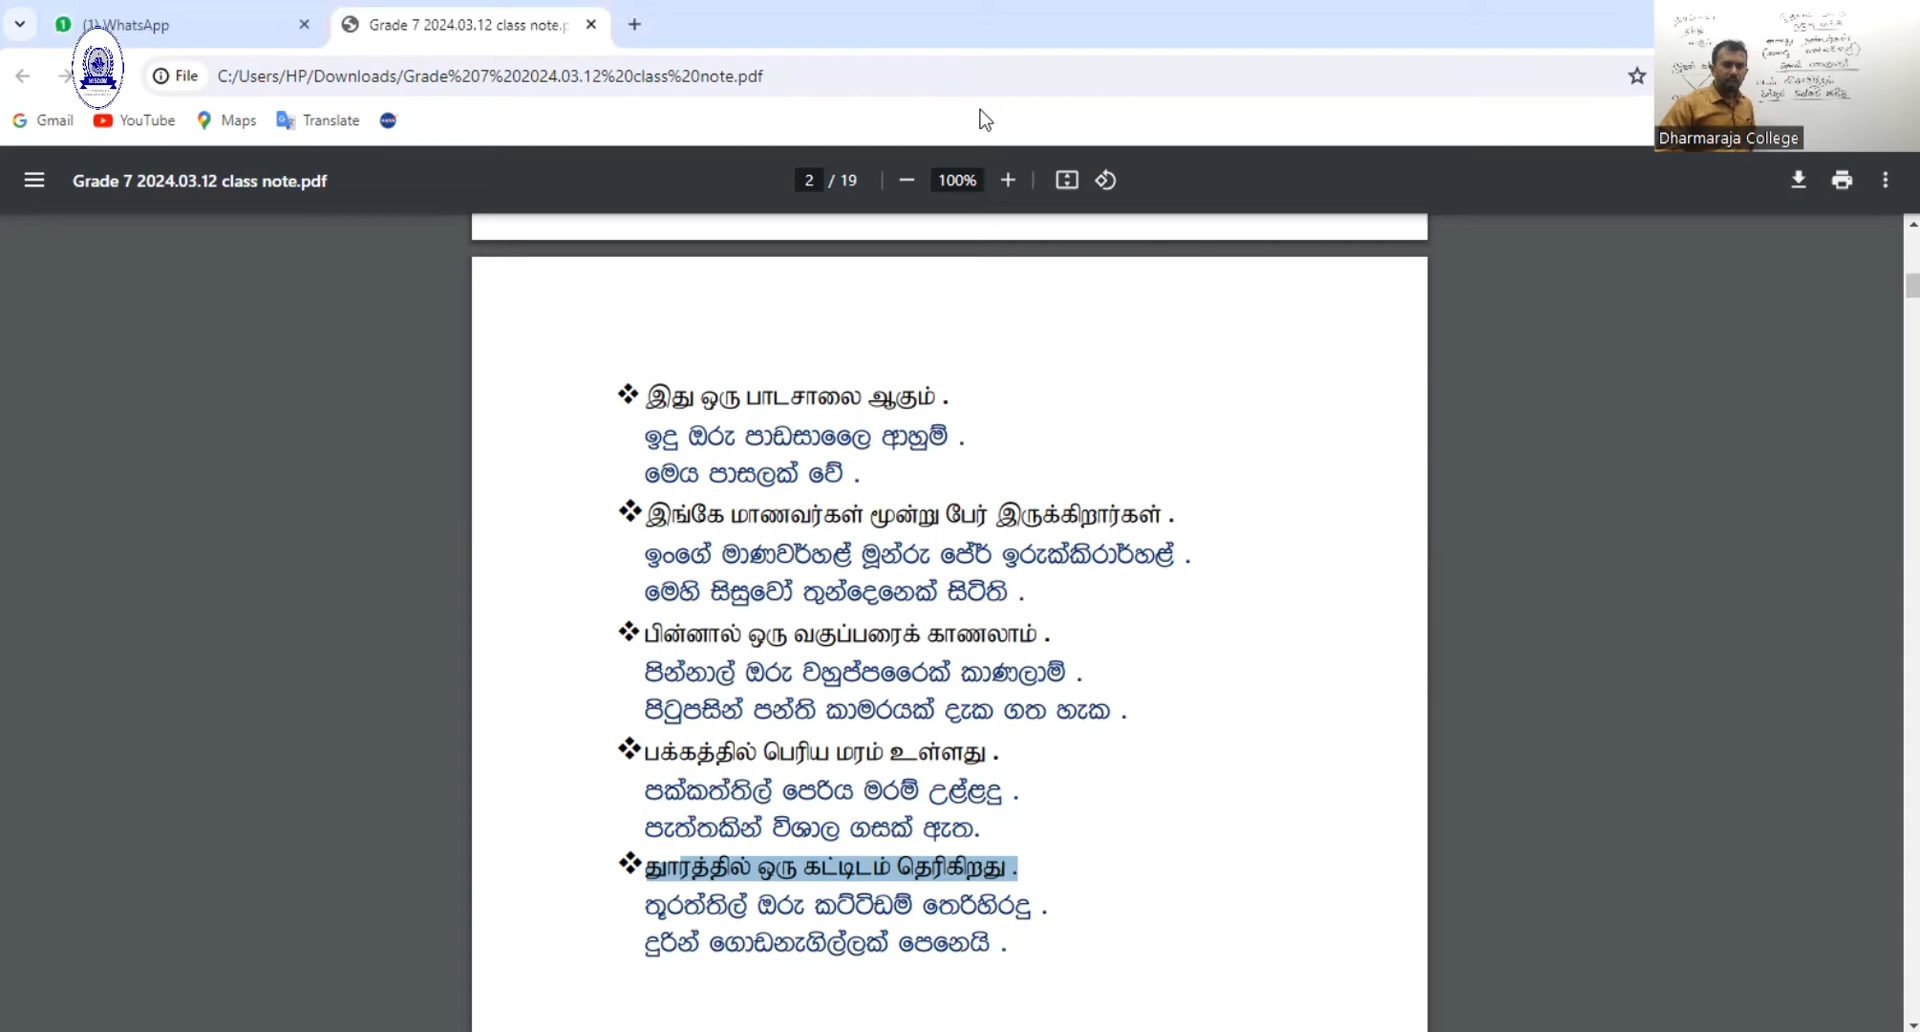 (1) WhatsApp
Grade 7 2024.03.12 class note.p
File
C:/Users/HP/Downloads/Grade%207%202024.03.12%20class%20note.pdf
Gmail YouTube Maps Translate
Dharmaraja College
Grade 7 2024.03.12 class note.pdf
2 / 19
100%
❖ இது ஒரு பாடசாலை ஆகும் .
ඉදු ඔරු පාඩසාලෛ ආහුම් .
මෙය පාසලක් වේ .
❖ இங்கே மாணவர்கள் மூன்று பேர் இருக்கிறார்கள் .
ඉංගේ මාණවර්හළ් මූන්රු පේර් ඉරුක්කිරාර්හළ් .
මෙහි සිසුවෝ තුන්දෙනෙක් සිටිති .
❖ பின்னால் ஒரு வகுப்பரைக் காணலாம் .
පින්නාල් ඔරු වහුප්පරෛක් කාණලාම් .
පිටුපසින් පන්ති කාමරයක් දැක ගත හැක .
❖ பக்கத்தில் பெரிய மரம் உள்ளது .
පක්කත්තිල් පෙරිය මරම් උළ්ළදු .
පැත්තකින් විශාල ගසක් ඇත.
❖ துாரத்தில் ஒரு கட்டிடம் தெரிகிறது .
තූරත්තිල් ඔරු කට්ටිඩම් තෙරිහිරදු .
දුරින් ගොඩනැගිල්ලක් පෙනෙයි .